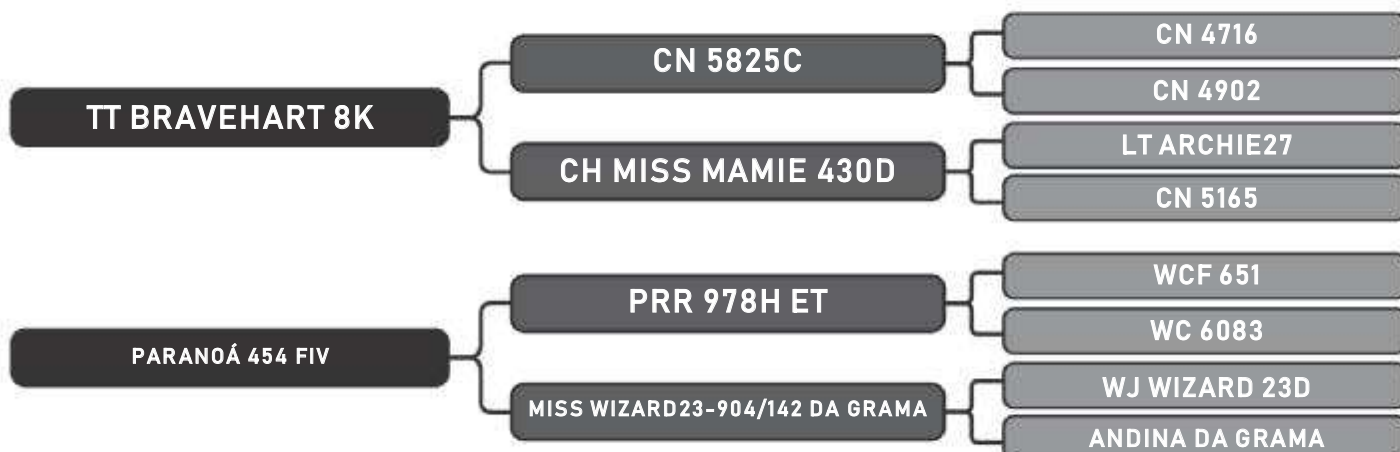 TT BRAVEHART 8K
CN 5825C
CH MISS MAMIE 430D
CN 4716
CN 4902
LT ARCHIE27
CN 5165
PARANOÁ 454 FIV
PRR 978H ET
MISS WIZARD23-904/142 DA GRAMA
WCF 651
WC 6083
WJ WIZARD 23D
ANDINA DA GRAMA